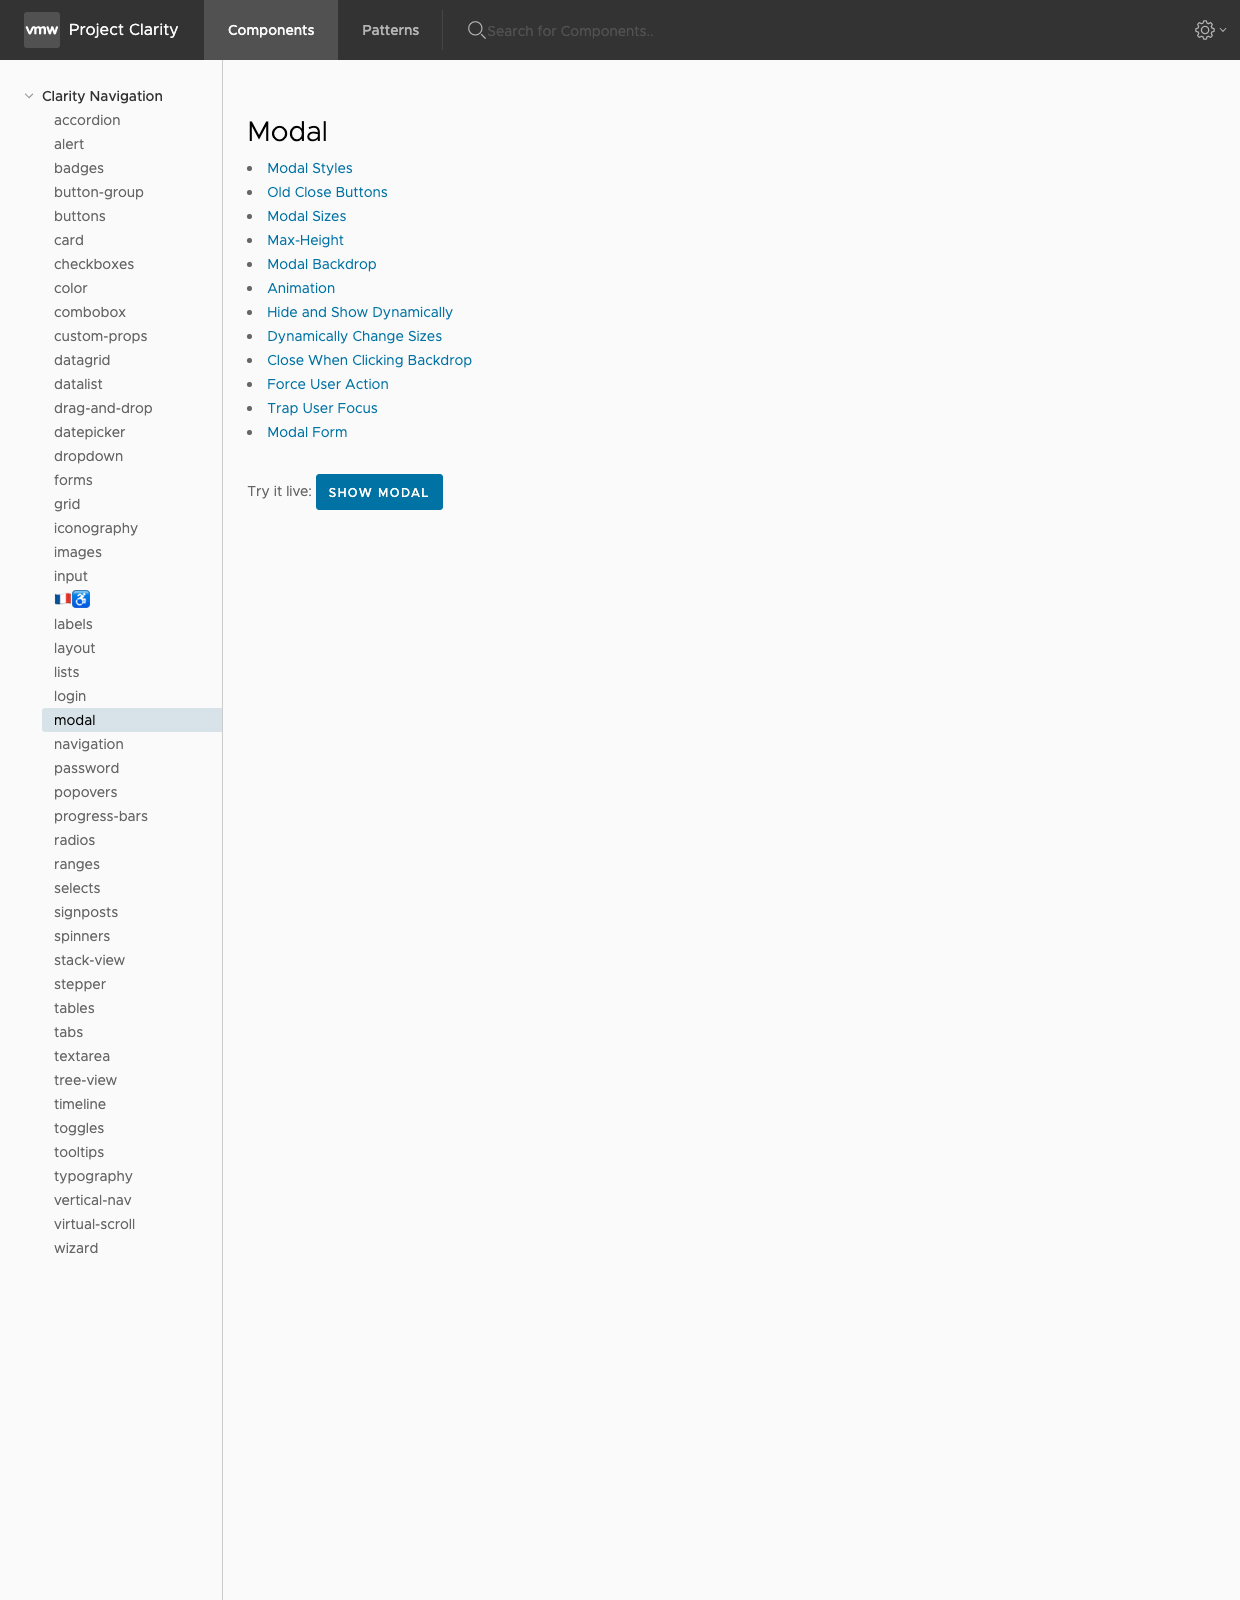 vmw Project Clarity Components Patterns Search for Components..
Clarity Navigation
accordion
alert
badges
button-group
buttons
card
checkboxes
color
combobox
custom-props
datagrid
datalist
drag-and-drop
datepicker
dropdown
forms
grid
iconography
images
input
🇫🇷♿
labels
layout
lists
login
modal
navigation
password
popovers
progress-bars
radios
ranges
selects
signposts
spinners
stack-view
stepper
tables
tabs
textarea
tree-view
timeline
toggles
tooltips
typography
vertical-nav
virtual-scroll
wizard
Modal
Modal Styles
Old Close Buttons
Modal Sizes
Max-Height
Modal Backdrop
Animation
Hide and Show Dynamically
Dynamically Change Sizes
Close When Clicking Backdrop
Force User Action
Trap User Focus
Modal Form
Try it live: SHOW MODAL